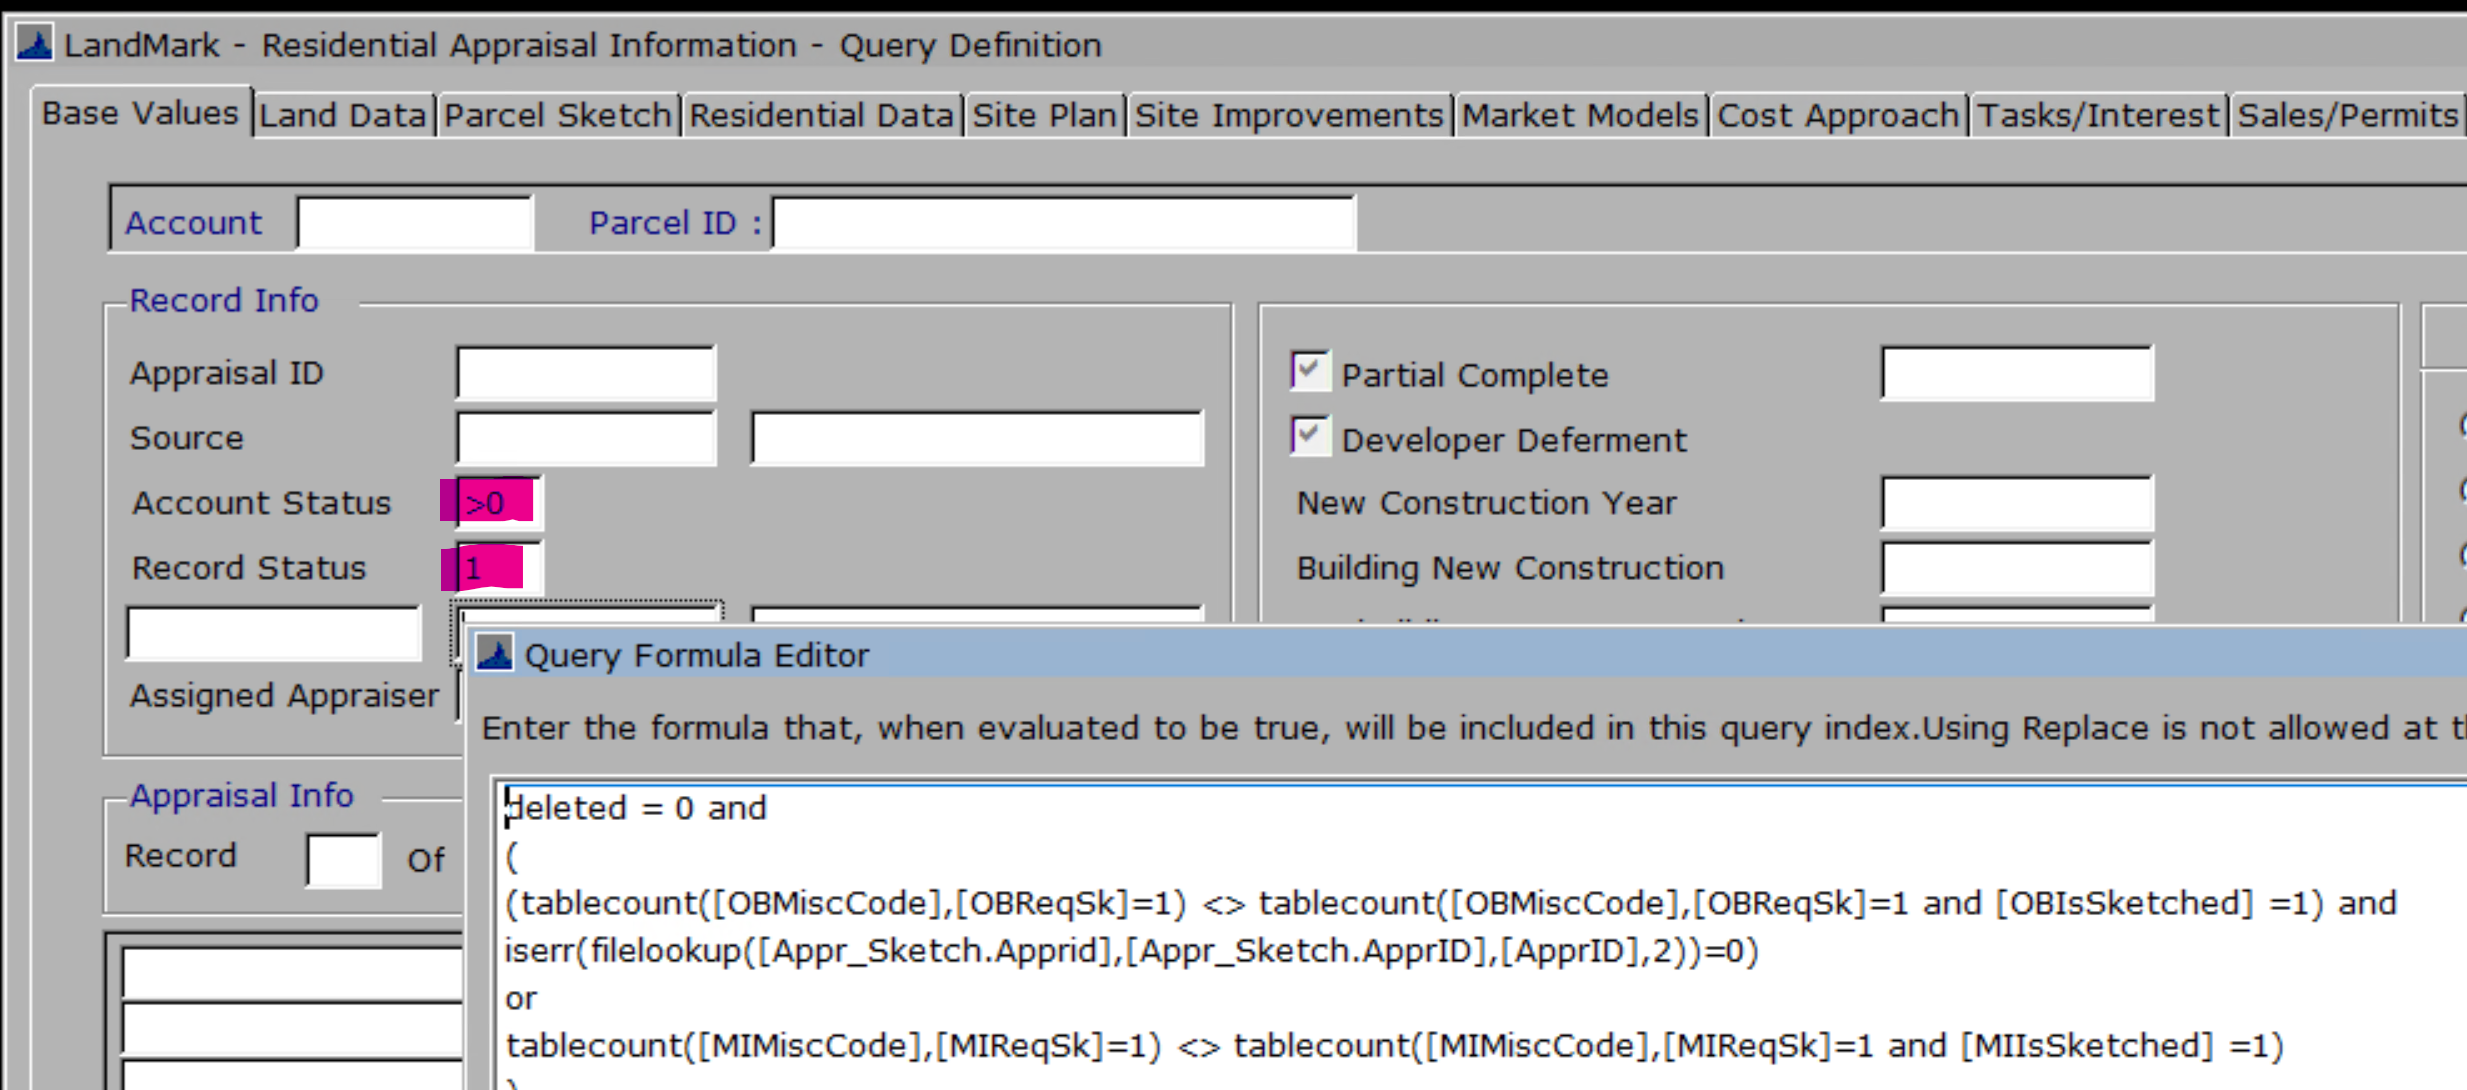 LandMark - Residential Appraisal Information - Query Definition
Base Values Land Data Parcel Sketch Residential Data Site Plan Site Improvements Market Models Cost Approach Tasks/Interest Sales/Permits
Account Parcel ID :
Record Info
Appraisal ID Partial Complete
Source Developer Deferment
Account Status >0 New Construction Year
Record Status 1 Building New Construction
Query Formula Editor
Assigned Appraiser
Enter the formula that, when evaluated to be true, will be included in this query index.Using Replace is not allowed at
Appraisal Info
Record Of
deleted = 0 and
(
(tablecount([OBMiscCode],[OBReqSk]=1) <> tablecount([OBMiscCode],[OBReqSk]=1 and [OBIsSketched] =1) and
iserr(filelookup([Appr_Sketch.Apprid],[Appr_Sketch.ApprID],[ApprID],2))=0)
or
tablecount([MIMiscCode],[MIReqSk]=1) <> tablecount([MIMiscCode],[MIReqSk]=1 and [MIIsSketched] =1)
)